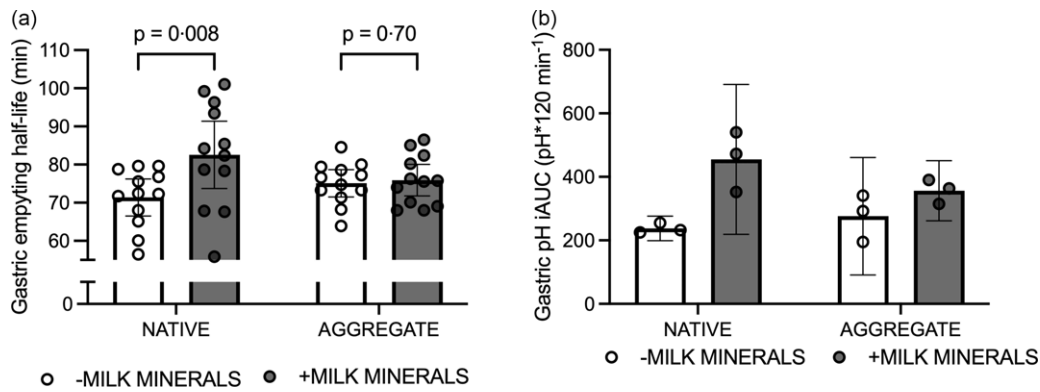 (a)
p = 0·008
p = 0·70
Gastric empyting half-life (min)
110
100
90
80
70
60
0
NATIVE
AGGREGATE
-MILK MINERALS
+MILK MINERALS
(b)
Gastric pH iAUC (pH*120 min⁻¹)
800
600
400
200
0
NATIVE
AGGREGATE
-MILK MINERALS
+MILK MINERALS